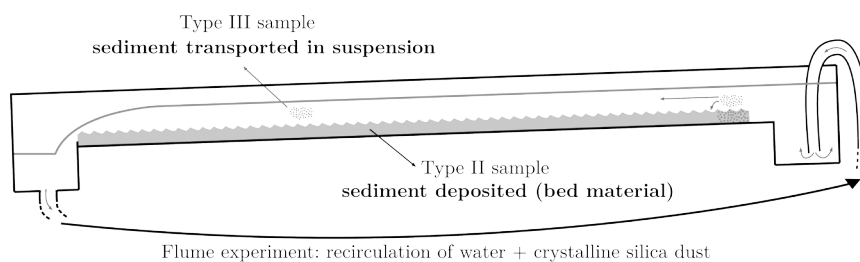 Type III sample
sediment transported in suspension
Type II sample
sediment deposited (bed material)
Flume experiment: recirculation of water + crystalline silica dust